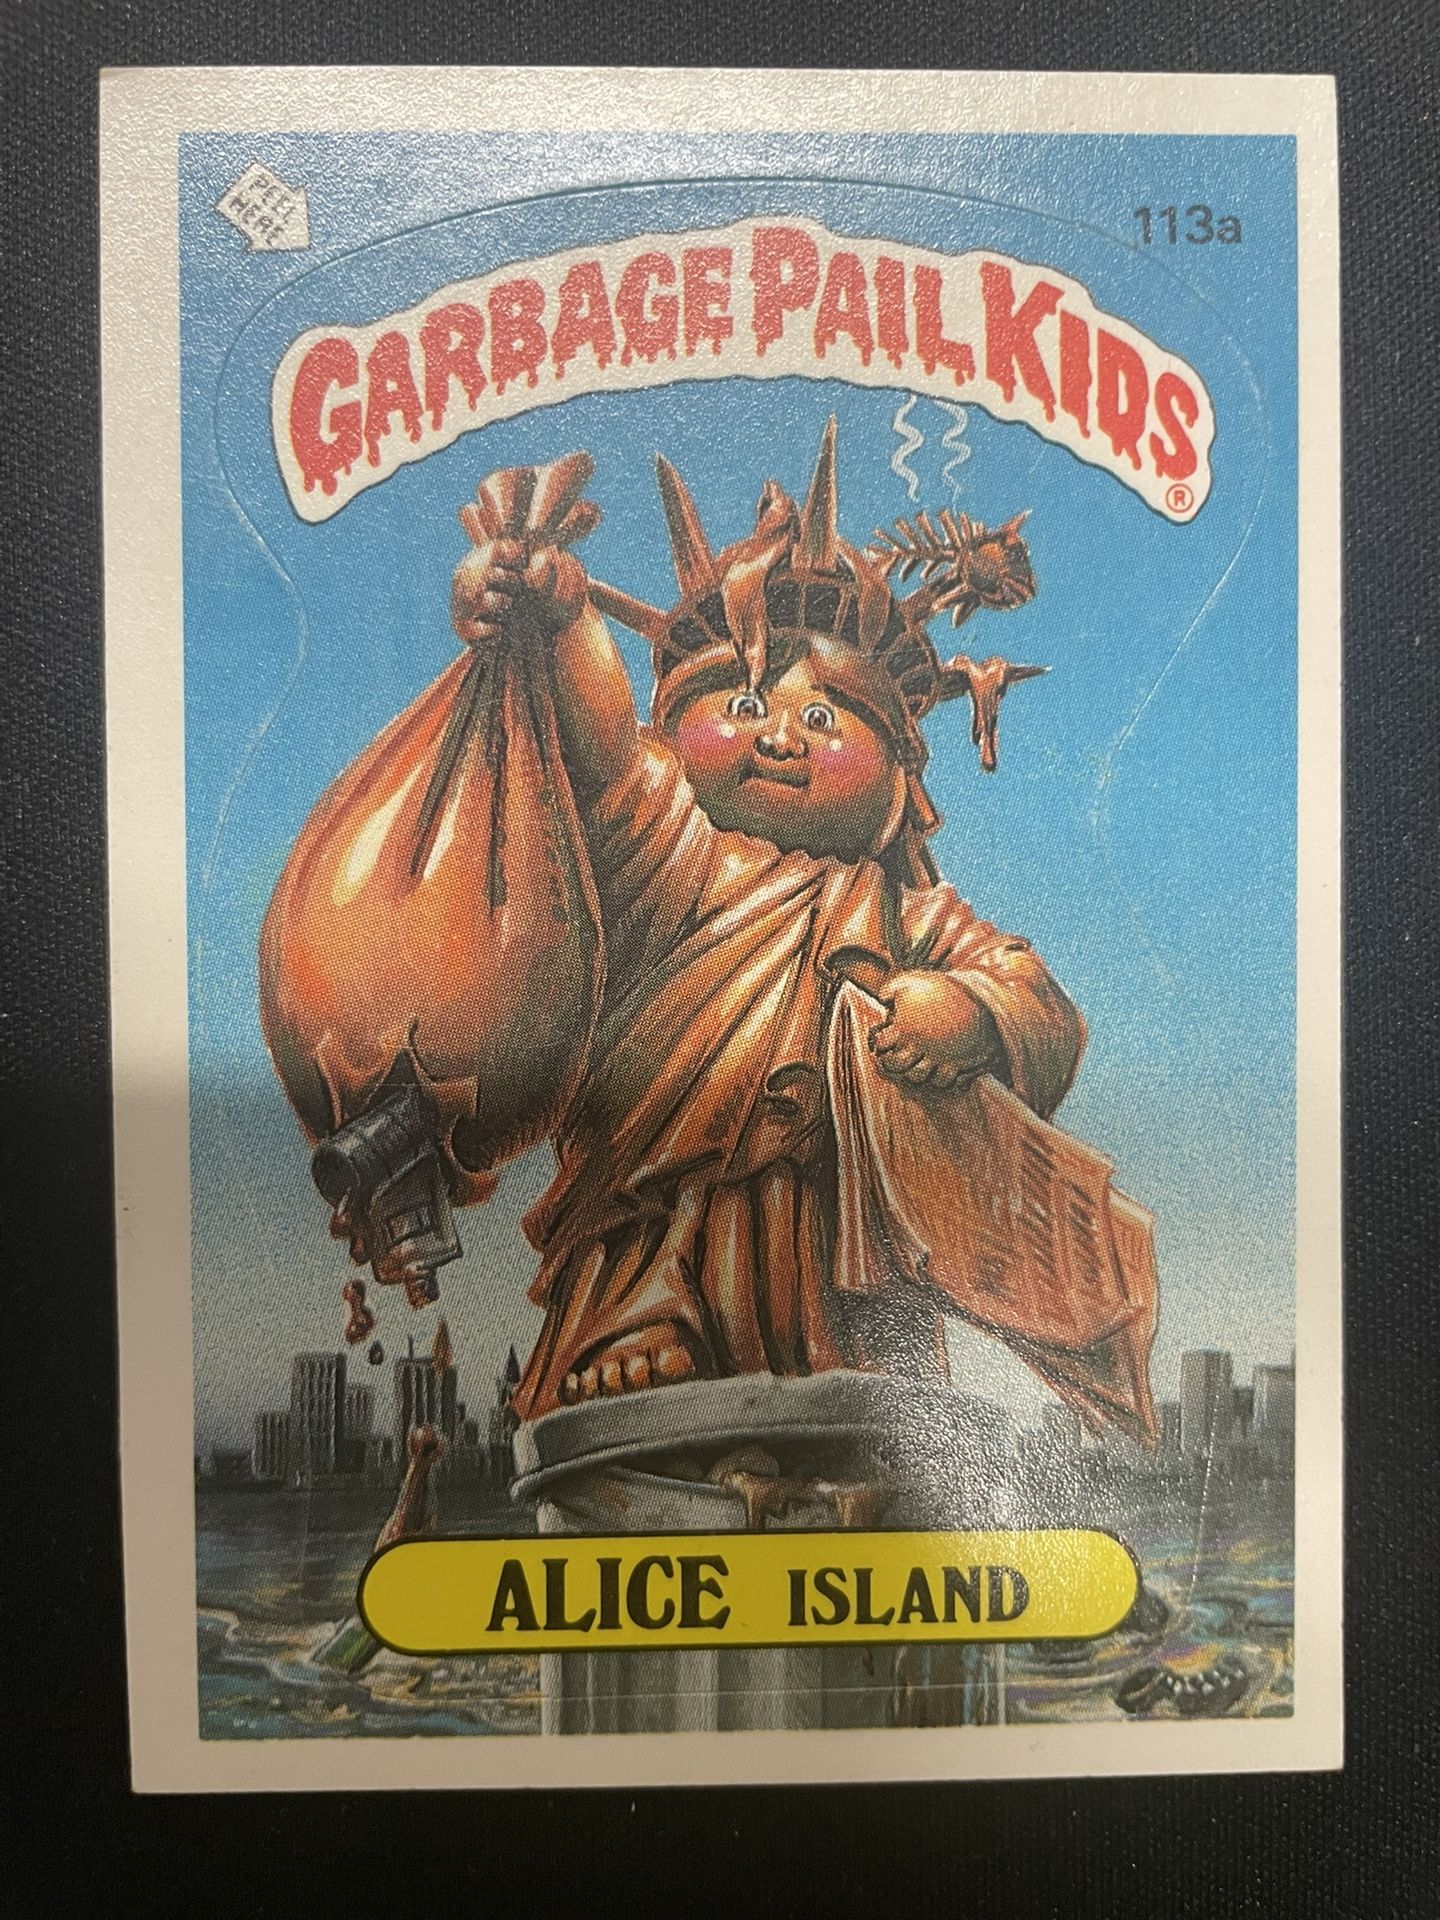 PEEL
HERE
113a
GARBAGE PAIL KIDS
®
ALICE ISLAND